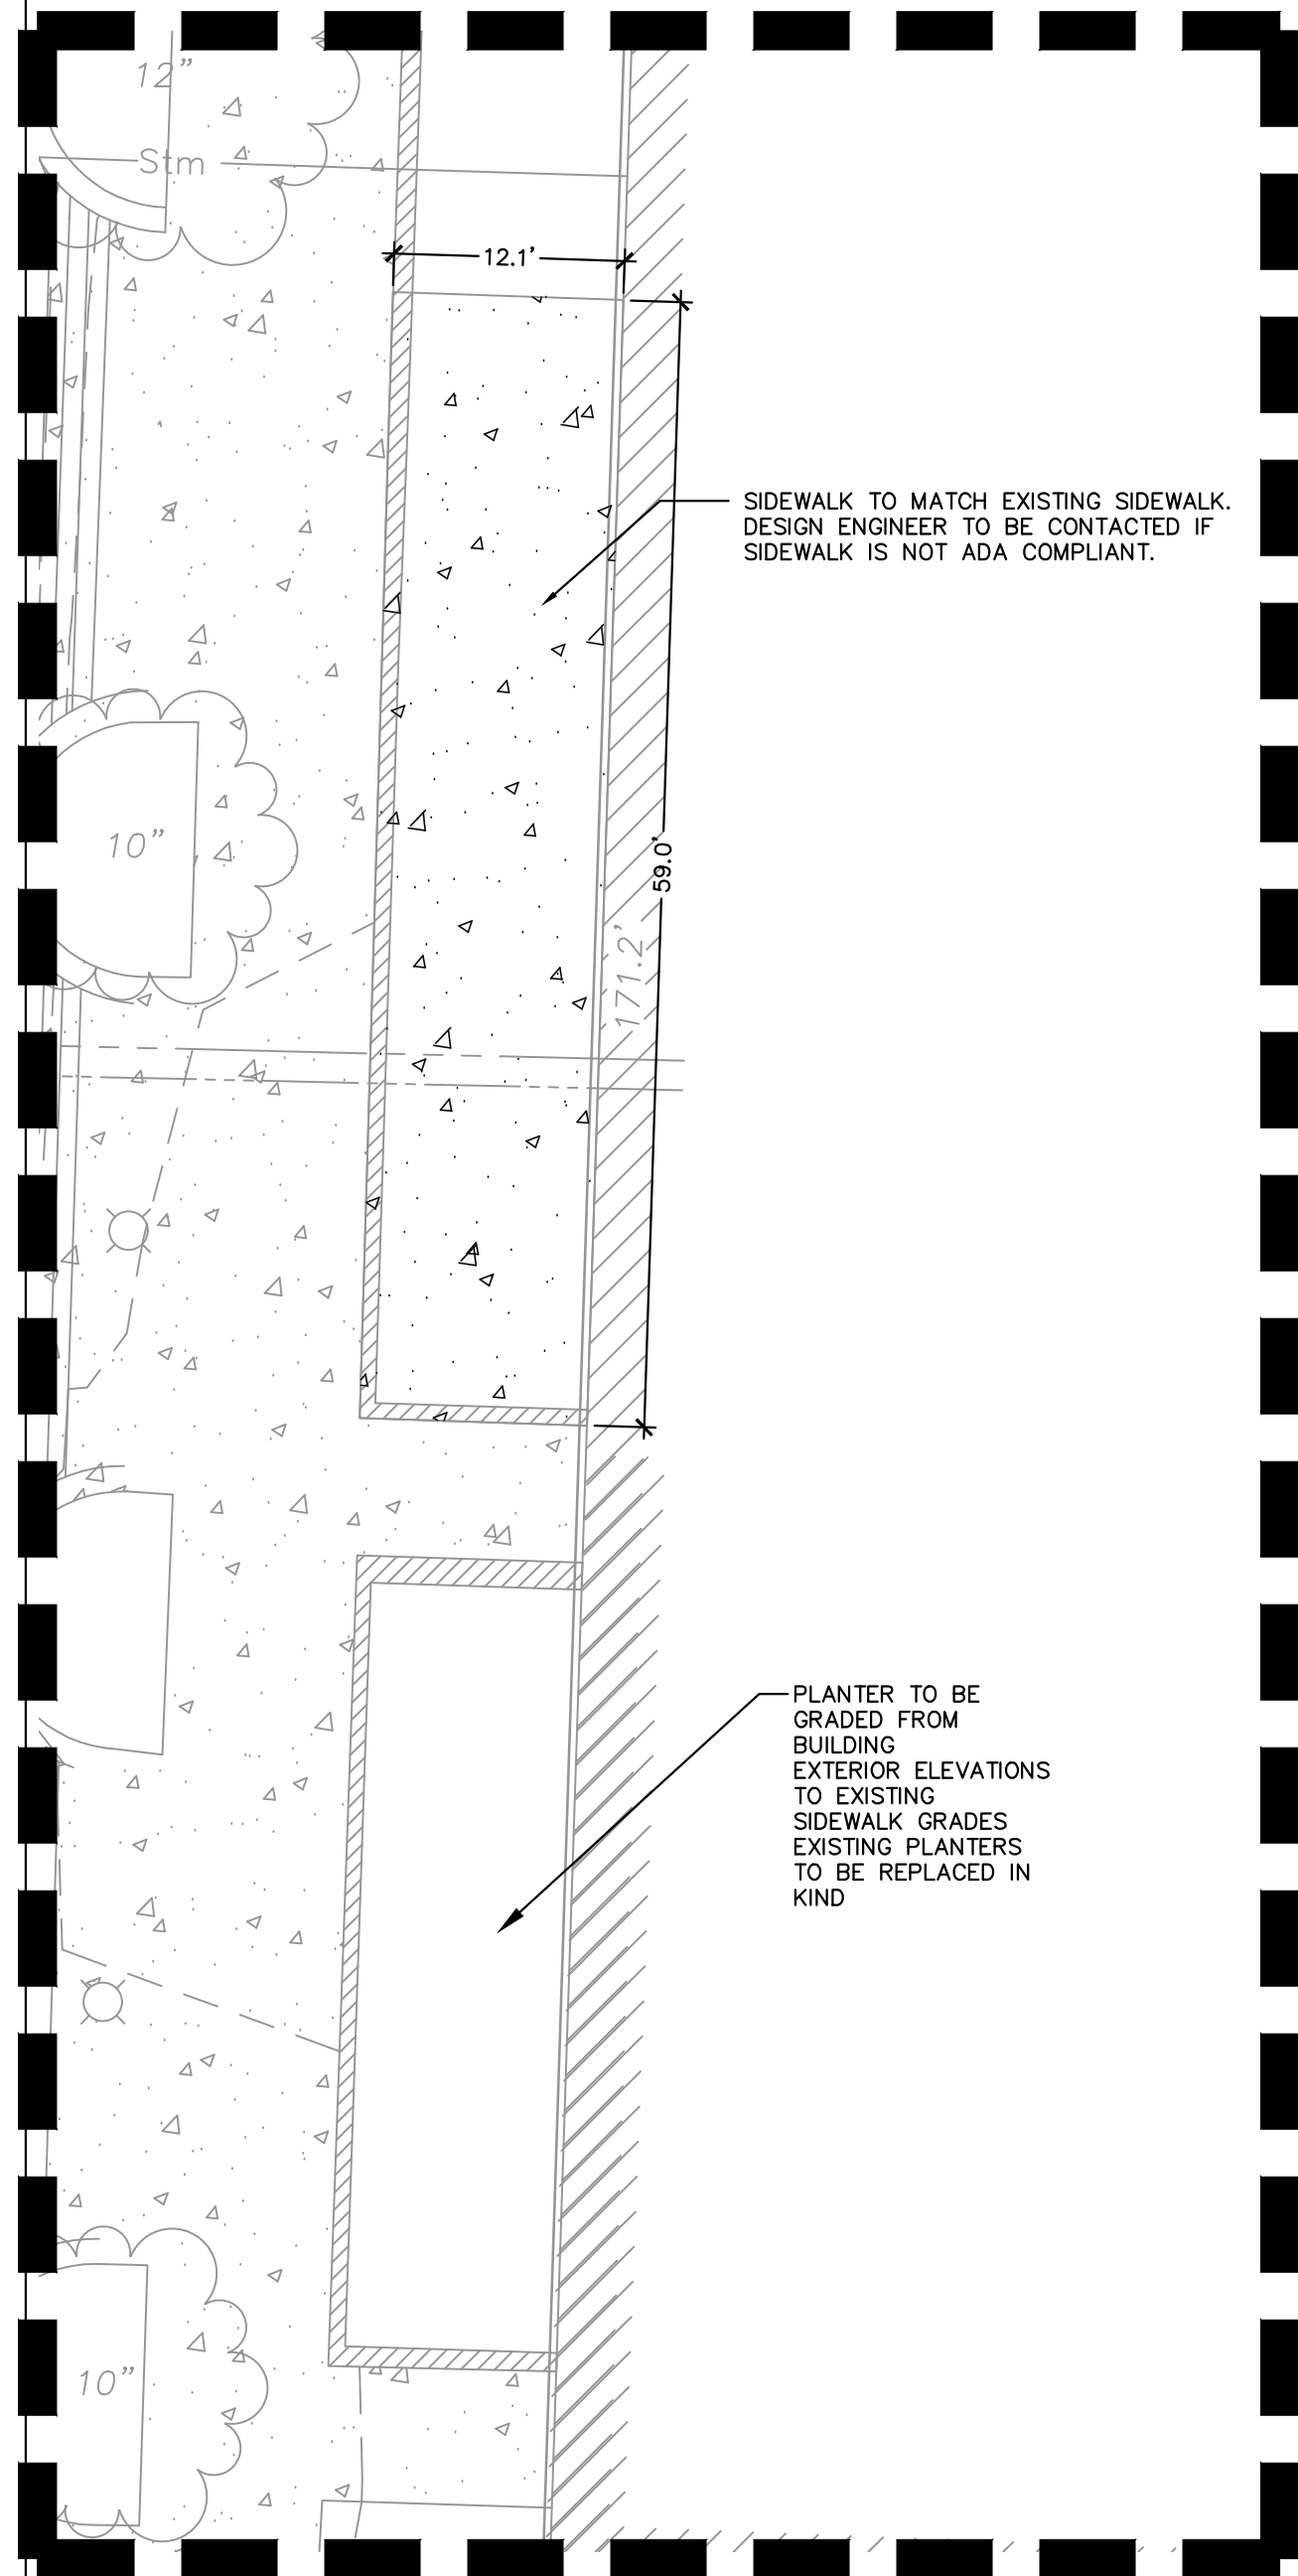 12"
Stm
12.1'
SIDEWALK TO MATCH EXISTING SIDEWALK.
DESIGN ENGINEER TO BE CONTACTED IF
SIDEWALK IS NOT ADA COMPLIANT.
10"
59.0'
171.2'
PLANTER TO BE
GRADED FROM
BUILDING
EXTERIOR ELEVATIONS
TO EXISTING
SIDEWALK GRADES
EXISTING PLANTERS
TO BE REPLACED IN
KIND
10"